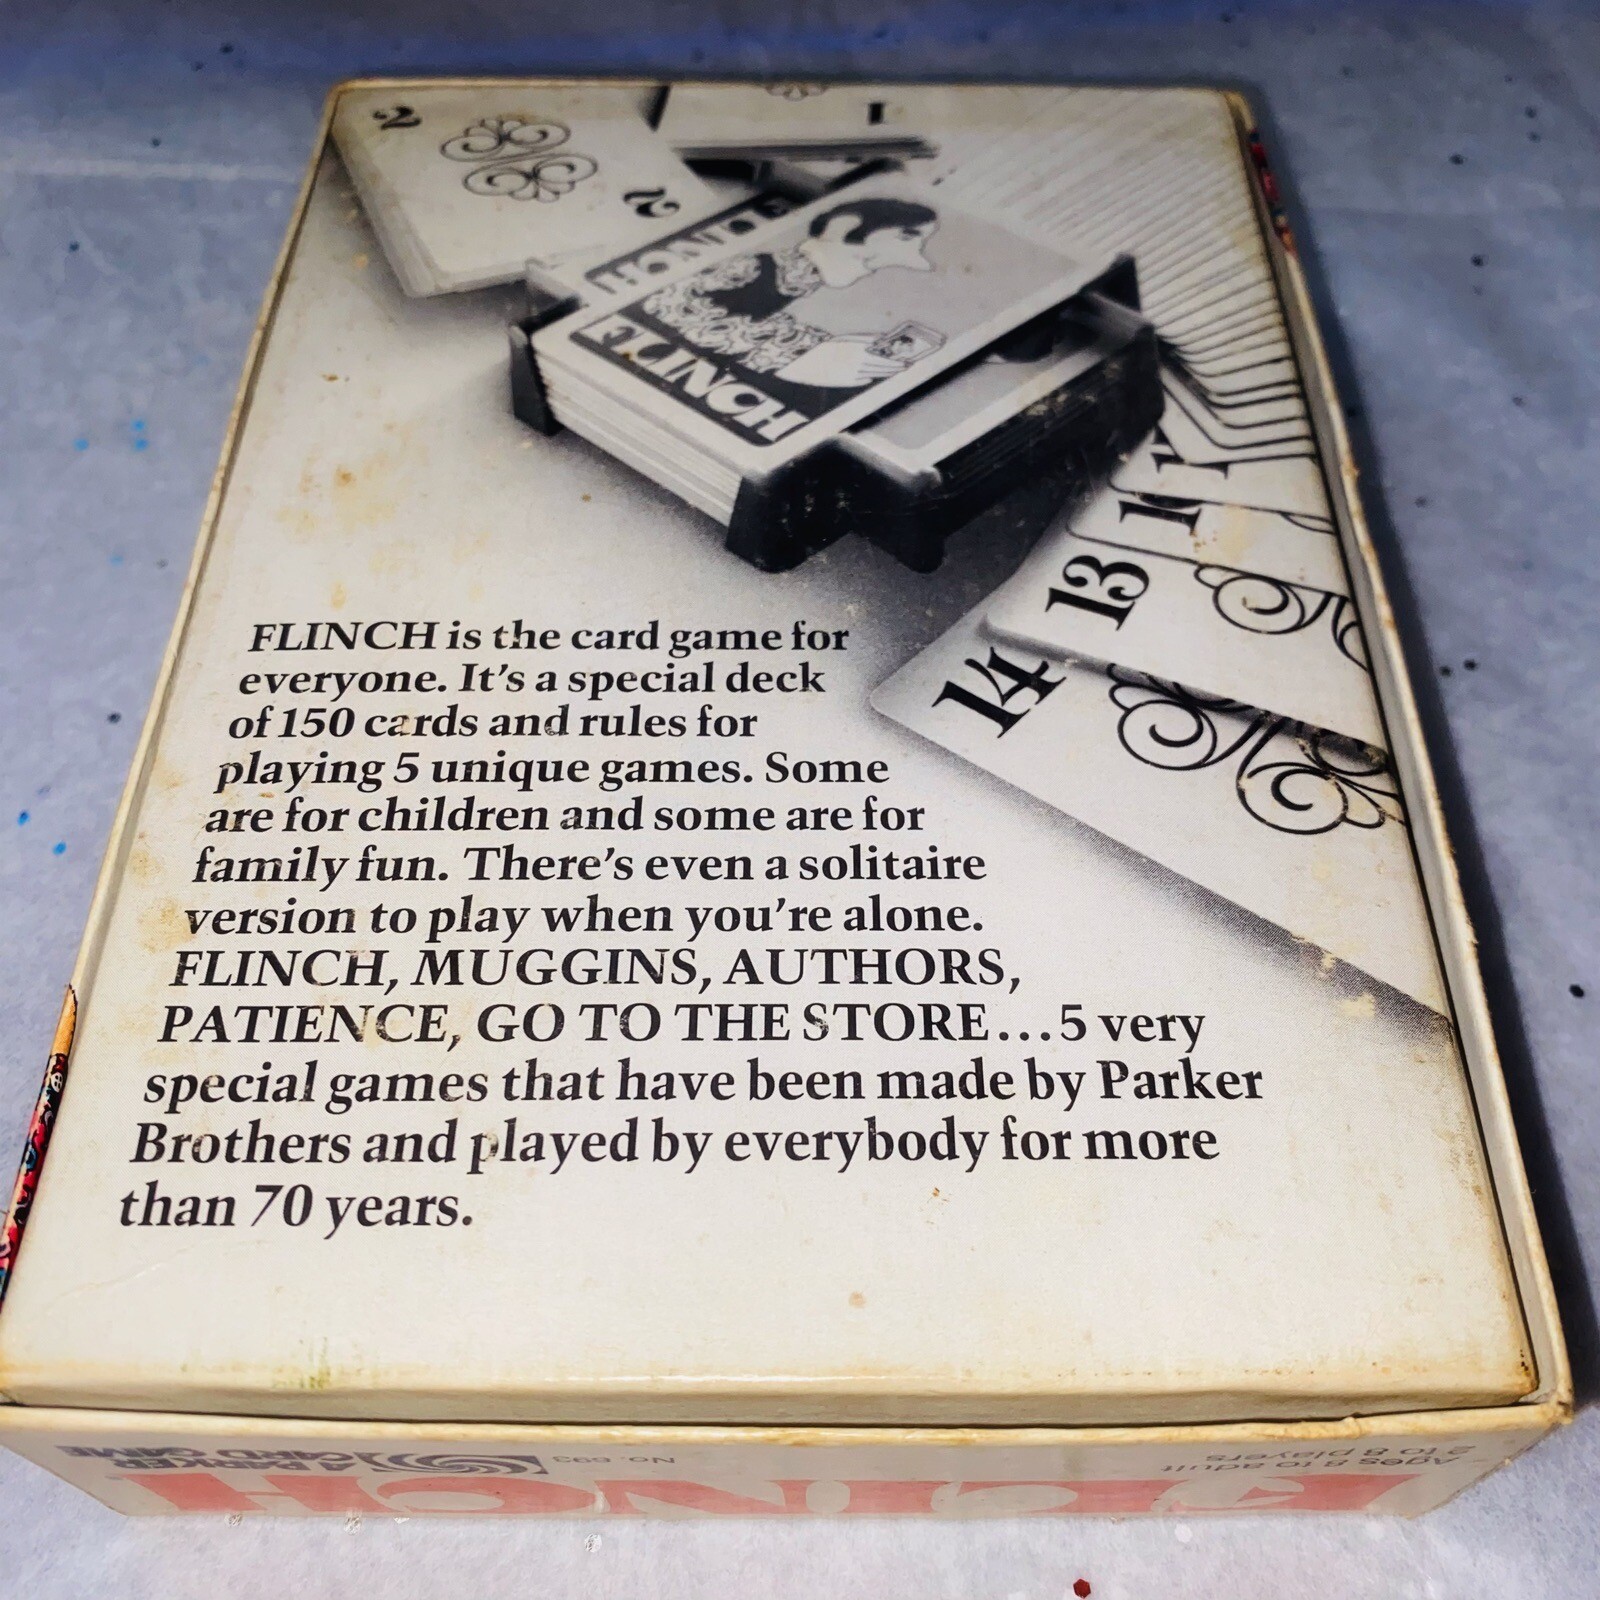 2
1
2
FLINCH
FLINCH
13
14
FLINCH is the card game for
everyone. It's a special deck
of 150 cards and rules for
playing 5 unique games. Some
are for children and some are for
family fun. There's even a solitaire
version to play when you're alone.
FLINCH, MUGGINS, AUTHORS,
PATIENCE, GO TO THE STORE...5 very
special games that have been made by Parker
Brothers and played by everybody for more
than 70 years.
A PARKER
CARD GAME
No. 693
Ages 8 to adult
2 to 8 players
FLINCH